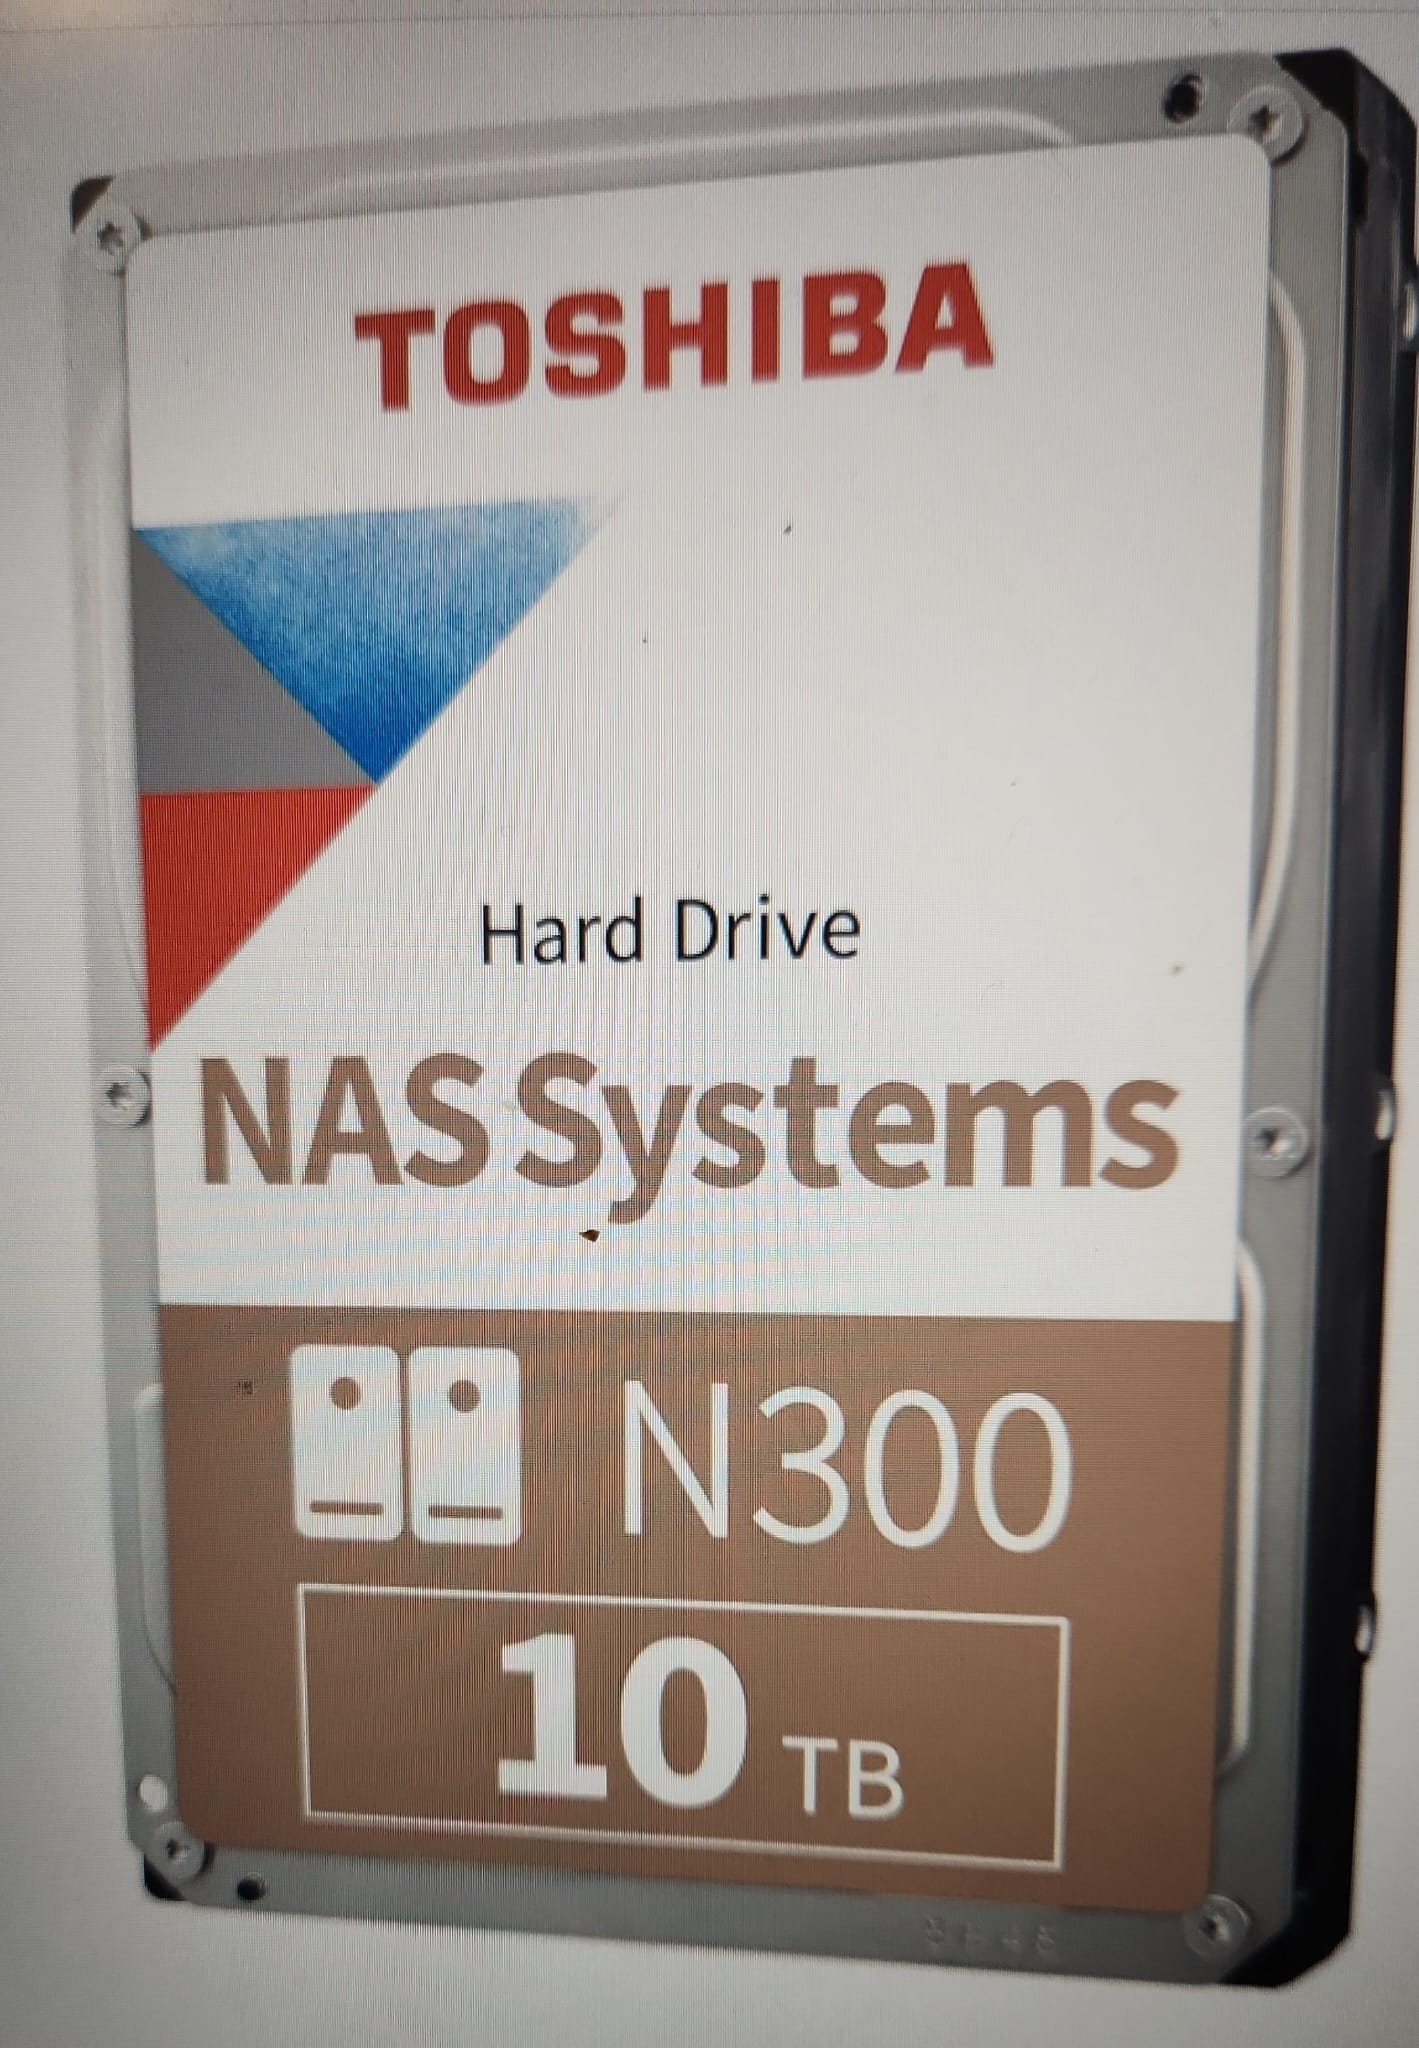 TOSHIBA
Hard Drive
NAS Systems
N300
10 TB